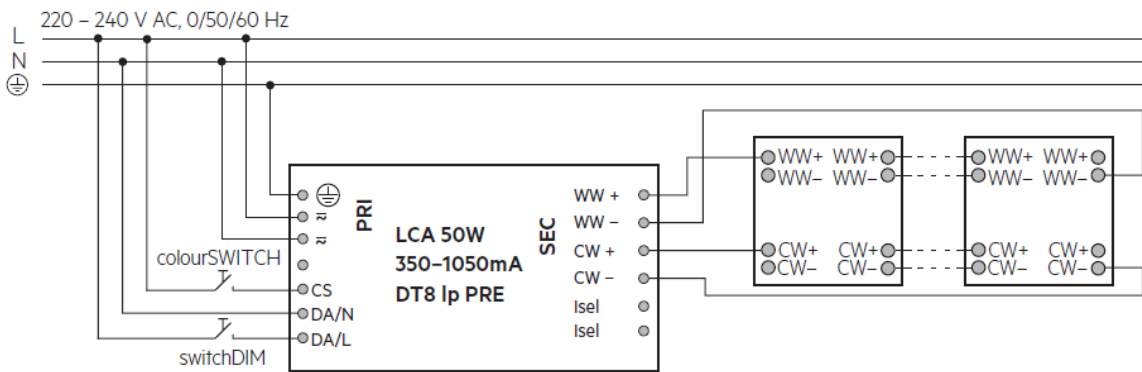 220 – 240 V AC, 0/50/60 Hz
L
N
PRI
LCA 50W
350–1050mA
DT8 lp PRE
SEC
colourSWITCH
CS
DA/N
DA/L
switchDIM
WW +
WW –
CW +
CW –
Isel
Isel
WW+ WW+
WW– WW–
CW+ CW+
CW– CW–
WW+ WW+
WW– WW–
CW+ CW+
CW– CW–